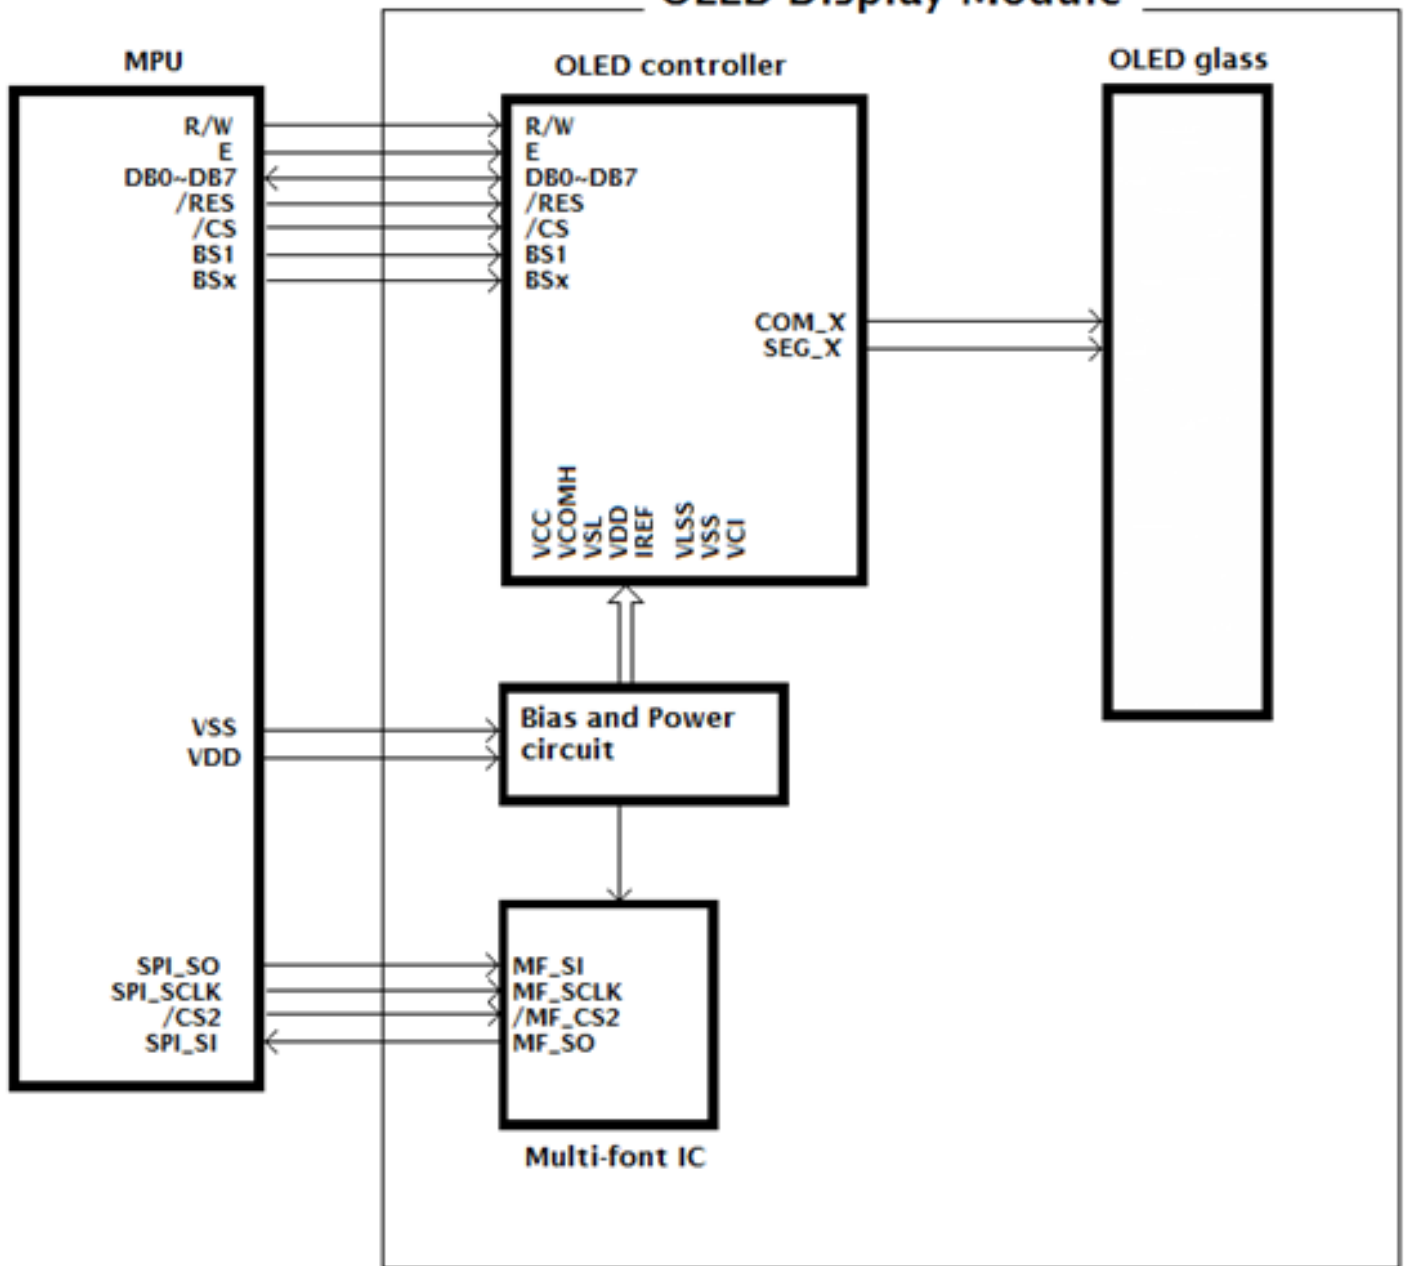 OLED Display Module
MPU
OLED controller
OLED glass
R/W
E
DB0~DB7
/RES
/CS
BS1
BSx
R/W
E
DB0~DB7
/RES
/CS
BS1
BSx
COM_X
SEG_X
VCC
VCOMH
VSL
VDD
IREF
VLSS
VSS
VCI
VSS
VDD
Bias and Power
circuit
SPI_SO
SPI_SCLK
/CS2
SPI_SI
MF_SI
MF_SCLK
/MF_CS2
MF_SO
Multi-font IC